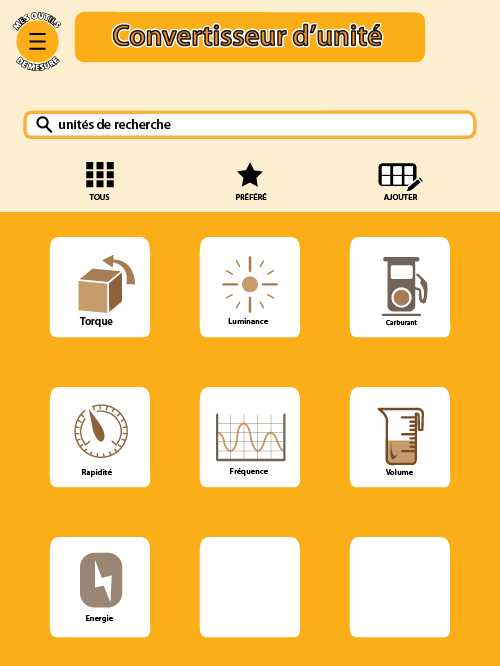 MES OUTILS
DE MESURE
Convertisseur d'unité
unités de recherche
TOUS
PRÉFÉRÉ
AJOUTER
Torque
Luminance
Carburant
Rapidité
Fréquence
Volume
Energie